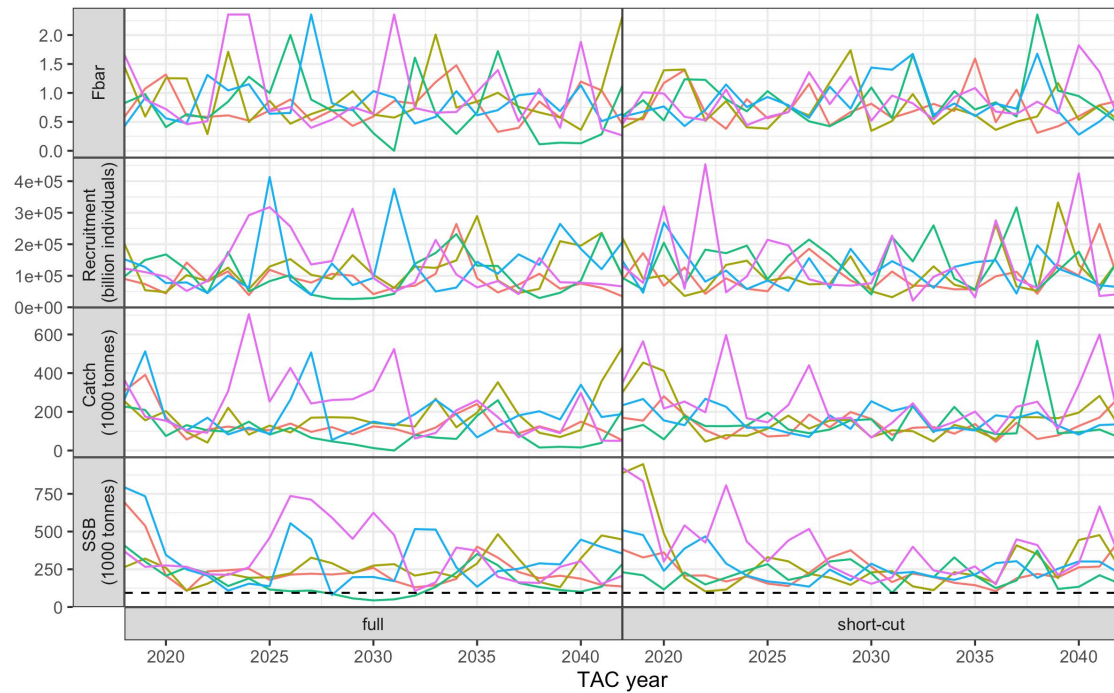 Fbar
2.0
1.5
1.0
0.5
0.0
Recruitment
(billion individuals)
4e+05
3e+05
2e+05
1e+05
0e+00
Catch
(1000 tonnes)
600
400
200
0
SSB
(1000 tonnes)
750
500
250
0
full
short-cut
2020
2025
2030
2035
2040
2020
2025
2030
2035
2040
TAC year